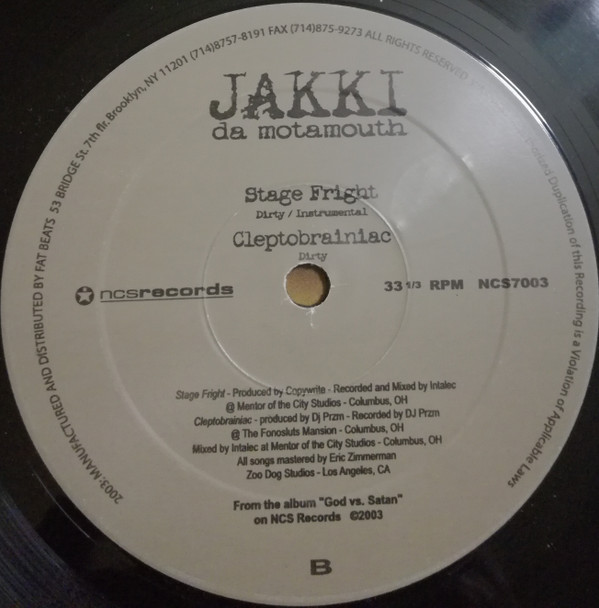 JAKKI
da motamouth
Stage Fright
Dirty / Instrumental
Cleptobrainiac
Dirty
ncsrecords
33 1/3 RPM NCS7003
Stage Fright - Produced by Copywrite - Recorded and Mixed by Intalec
@ Mentor of the City Studios - Columbus, OH
Cleptobrainiac - produced by Dj Przm - Recorded by DJ Przm
@ The Fonosluts Mansion - Columbus, OH
Mixed by Intalec at Mentor of the City Studios - Columbus, OH
All songs mastered by Eric Zimmerman
Zoo Dog Studios - Los Angeles, CA
From the album "God vs. Satan"
on NCS Records ©2003
B
2003: MANUFACTURED AND DISTRIBUTED BY FAT BEATS 53 BRIDGE St. 7th flr. Brooklyn, NY 11201 (714)8757-8191 FAX (714)875-9273 ALL RIGHTS RESERVED Duplication of this Recording is a Violation of Applicable Laws